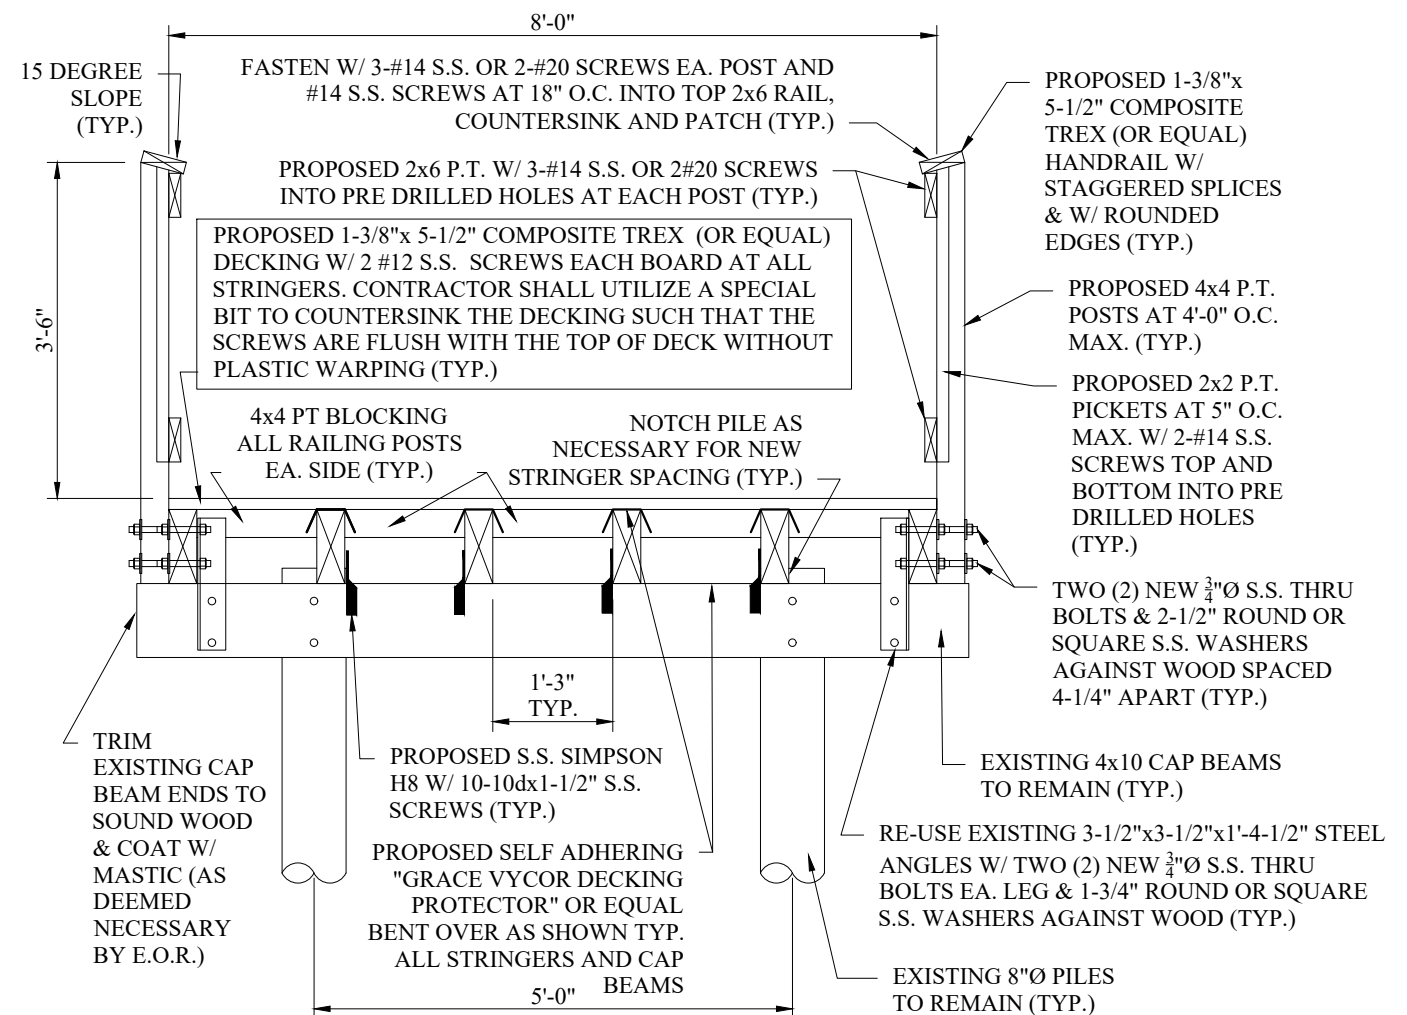 8'-0"
15 DEGREE
SLOPE
(TYP.)
FASTEN W/ 3-#14 S.S. OR 2-#20 SCREWS EA. POST AND
#14 S.S. SCREWS AT 18" O.C. INTO TOP 2x6 RAIL,
COUNTERSINK AND PATCH (TYP.)
PROPOSED 1-3/8"x
5-1/2" COMPOSITE
TREX (OR EQUAL)
HANDRAIL W/
STAGGERED SPLICES
& W/ ROUNDED
EDGES (TYP.)
PROPOSED 2x6 P.T. W/ 3-#14 S.S. OR 2#20 SCREWS
INTO PRE DRILLED HOLES AT EACH POST (TYP.)
PROPOSED 1-3/8"x 5-1/2" COMPOSITE TREX (OR EQUAL)
DECKING W/ 2 #12 S.S. SCREWS EACH BOARD AT ALL
STRINGERS. CONTRACTOR SHALL UTILIZE A SPECIAL
BIT TO COUNTERSINK THE DECKING SUCH THAT THE
SCREWS ARE FLUSH WITH THE TOP OF DECK WITHOUT
PLASTIC WARPING (TYP.)
3'-6"
PROPOSED 4x4 P.T.
POSTS AT 4'-0" O.C.
MAX. (TYP.)
PROPOSED 2x2 P.T.
PICKETS AT 5" O.C.
MAX. W/ 2-#14 S.S.
SCREWS TOP AND
BOTTOM INTO PRE
DRILLED HOLES
(TYP.)
4x4 PT BLOCKING
ALL RAILING POSTS
EA. SIDE (TYP.)
NOTCH PILE AS
NECESSARY FOR NEW
STRINGER SPACING (TYP.)
TWO (2) NEW 3/4"Ø S.S. THRU
BOLTS & 2-1/2" ROUND OR
SQUARE S.S. WASHERS
AGAINST WOOD SPACED
4-1/4" APART (TYP.)
1'-3"
TYP.
TRIM
EXISTING CAP
BEAM ENDS TO
SOUND WOOD
& COAT W/
MASTIC (AS
DEEMED
NECESSARY
BY E.O.R.)
PROPOSED S.S. SIMPSON
H8 W/ 10-10dx1-1/2" S.S.
SCREWS (TYP.)
EXISTING 4x10 CAP BEAMS
TO REMAIN (TYP.)
PROPOSED SELF ADHERING
"GRACE VYCOR DECKING
PROTECTOR" OR EQUAL
BENT OVER AS SHOWN TYP.
ALL STRINGERS AND CAP
BEAMS
RE-USE EXISTING 3-1/2"x3-1/2"x1'-4-1/2" STEEL
ANGLES W/ TWO (2) NEW 3/4"Ø S.S. THRU
BOLTS EA. LEG & 1-3/4" ROUND OR SQUARE
S.S. WASHERS AGAINST WOOD (TYP.)
EXISTING 8"Ø PILES
TO REMAIN (TYP.)
5'-0"